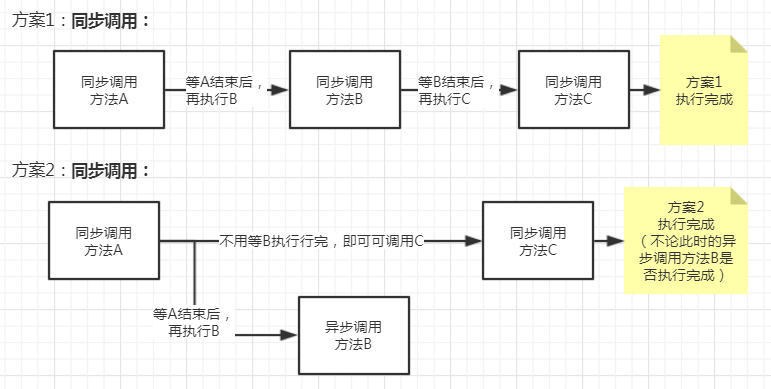 方案1：同步调用：
同步调用
方法A
等A结束后，
再执行B
同步调用
方法B
等B结束后，
再执行C
同步调用
方法C
方案1
执行完成
方案2：同步调用：
同步调用
方法A
不用等B执行行完，即可可调用C
同步调用
方法C
方案2
执行完成
（不论此时的异
步调用方法B是
否执行完成）
等A结束后，
再执行B
异步调用
方法B